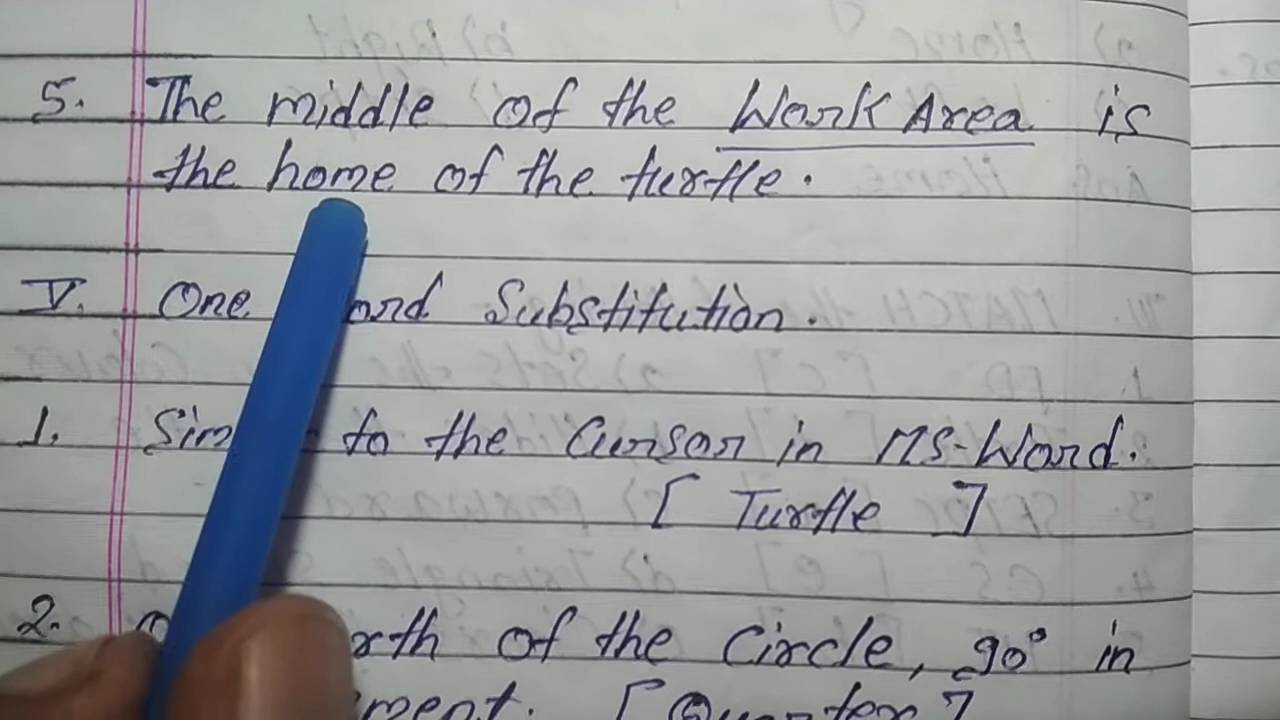 5. The middle of the Work Area is
the home of the turtle.
V. One Substitution.
1. to the Cursor in MS-Word.
[ Turtle ]
2. of the Circle, 90° in
[ Quarter ]